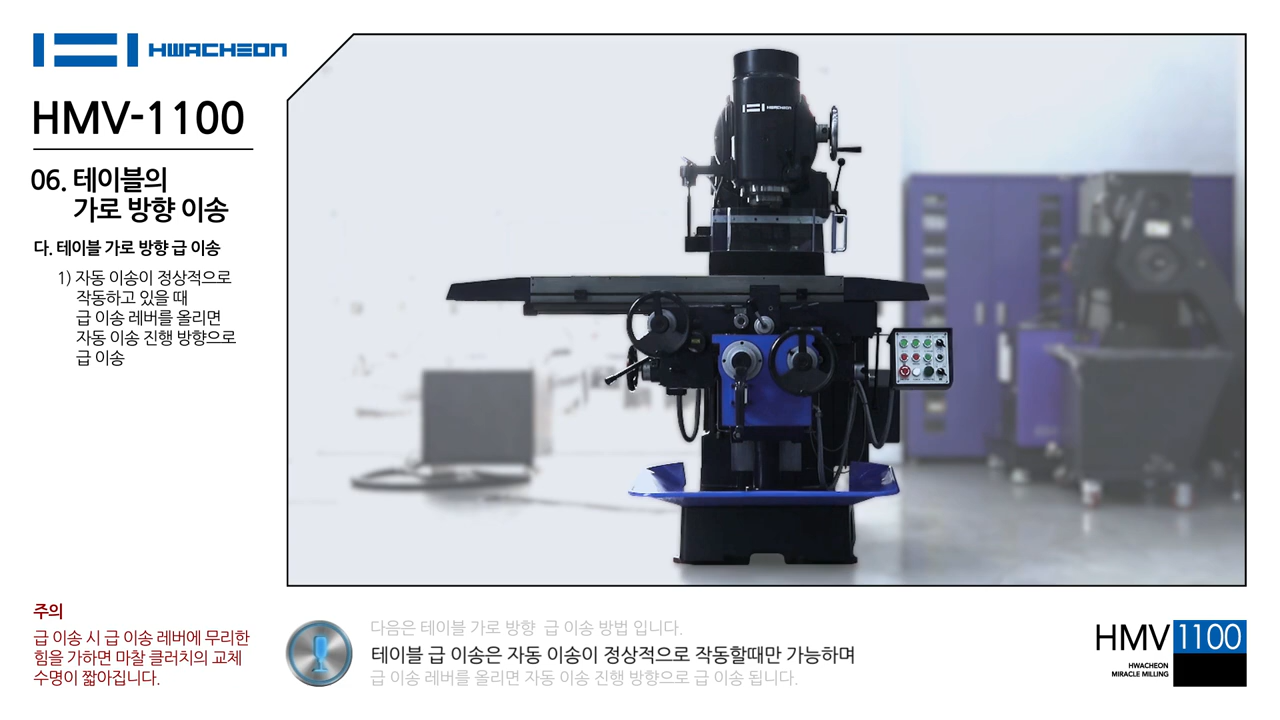 HWACHEON
HMV-1100
06. 테이블의
가로 방향 이송
다. 테이블 가로 방향 급 이송
1) 자동 이송이 정상적으로
작동하고 있을 때
급 이송 레버를 올리면
자동 이송 진행 방향으로
급 이송
HWACHEON
주의
급 이송 시 급 이송 레버에 무리한
힘을 가하면 마찰 클러치의 교체
수명이 짧아집니다.
다음은 테이블 가로 방향 급 이송 방법 입니다.
테이블 급 이송은 자동 이송이 정상적으로 작동할때만 가능하며
급 이송 레버를 올리면 자동 이송 진행 방향으로 급 이송 됩니다.
HMV 1100
HWACHEON
MIRACLE MILLING